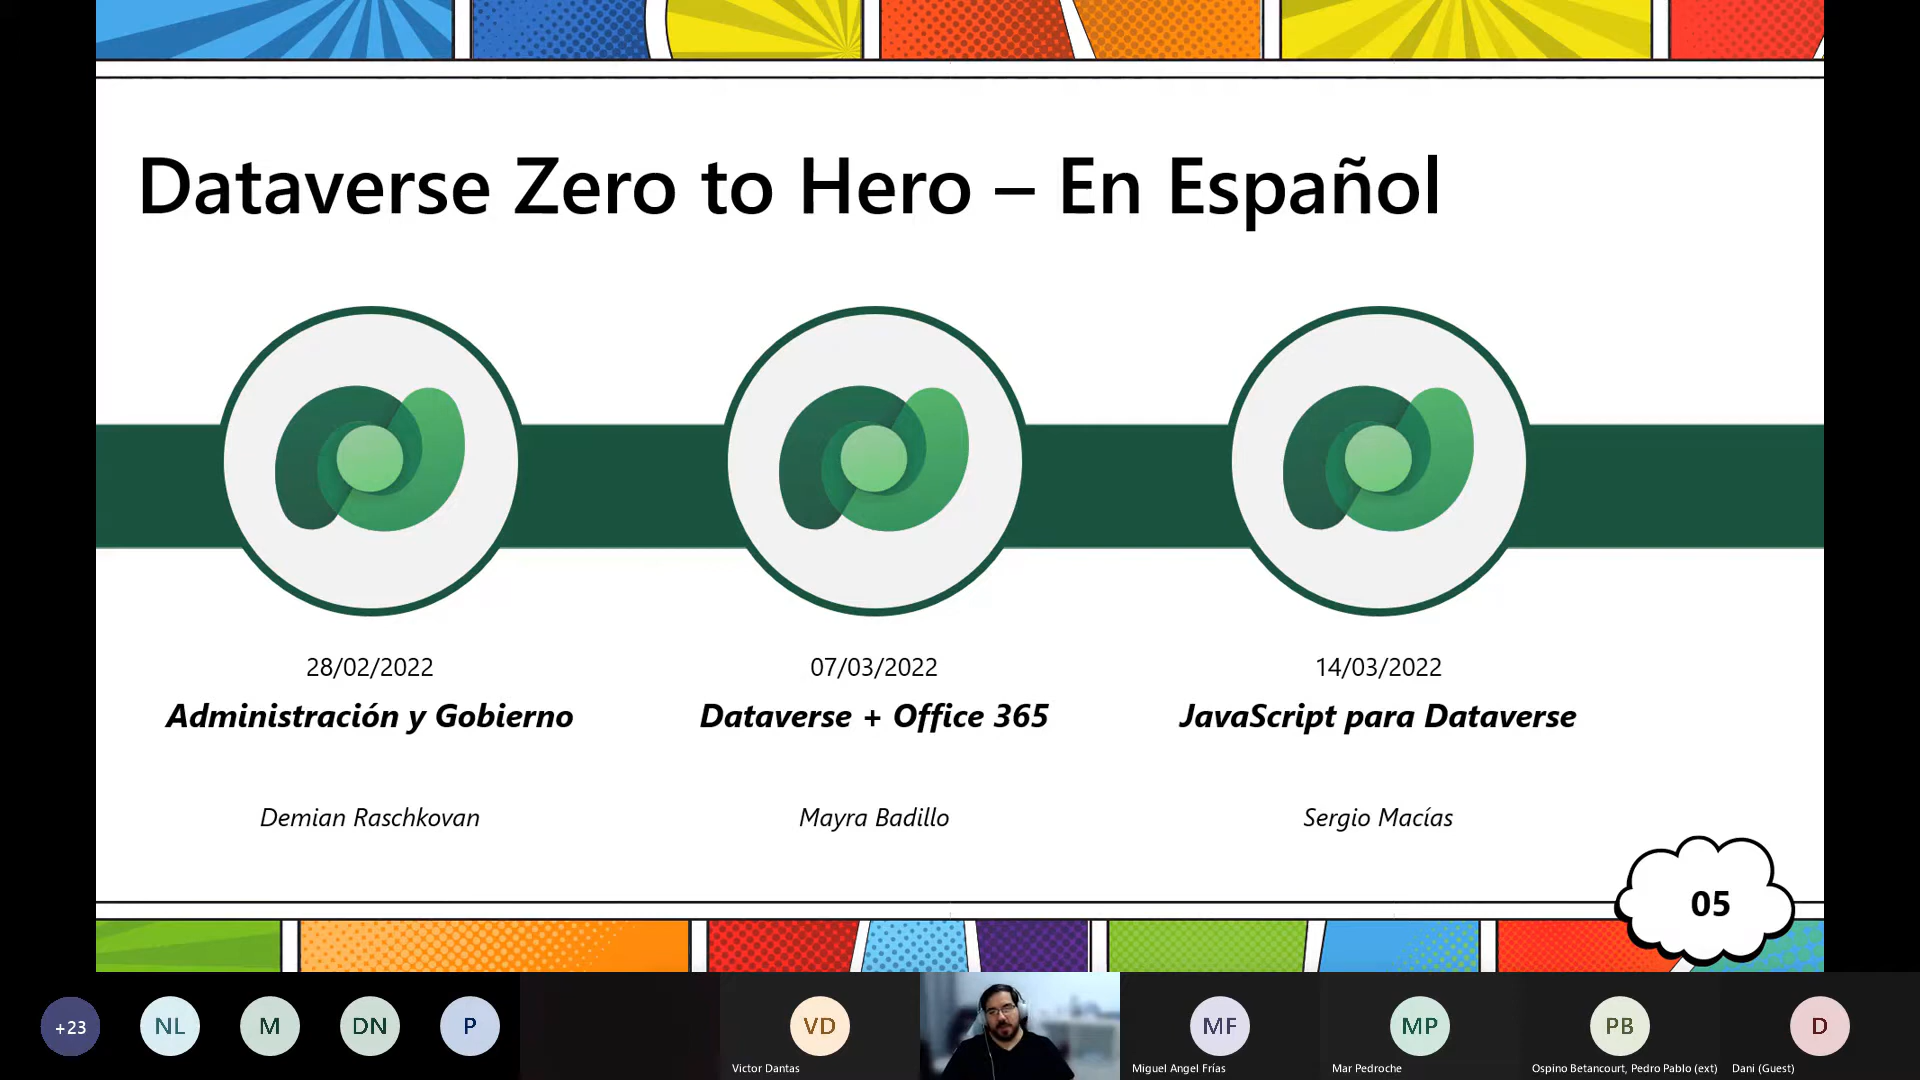 Dataverse Zero to Hero – En Español
28/02/2022
Administración y Gobierno
Demian Raschkovan
07/03/2022
Dataverse + Office 365
Mayra Badillo
14/03/2022
JavaScript para Dataverse
Sergio Macías
05
+23
NL
M
DN
P
VD
Victor Dantas
MF
Miguel Angel Frías
MP
Mar Pedroche
PB
Ospino Betancourt, Pedro Pablo (ext)
D
Dani (Guest)